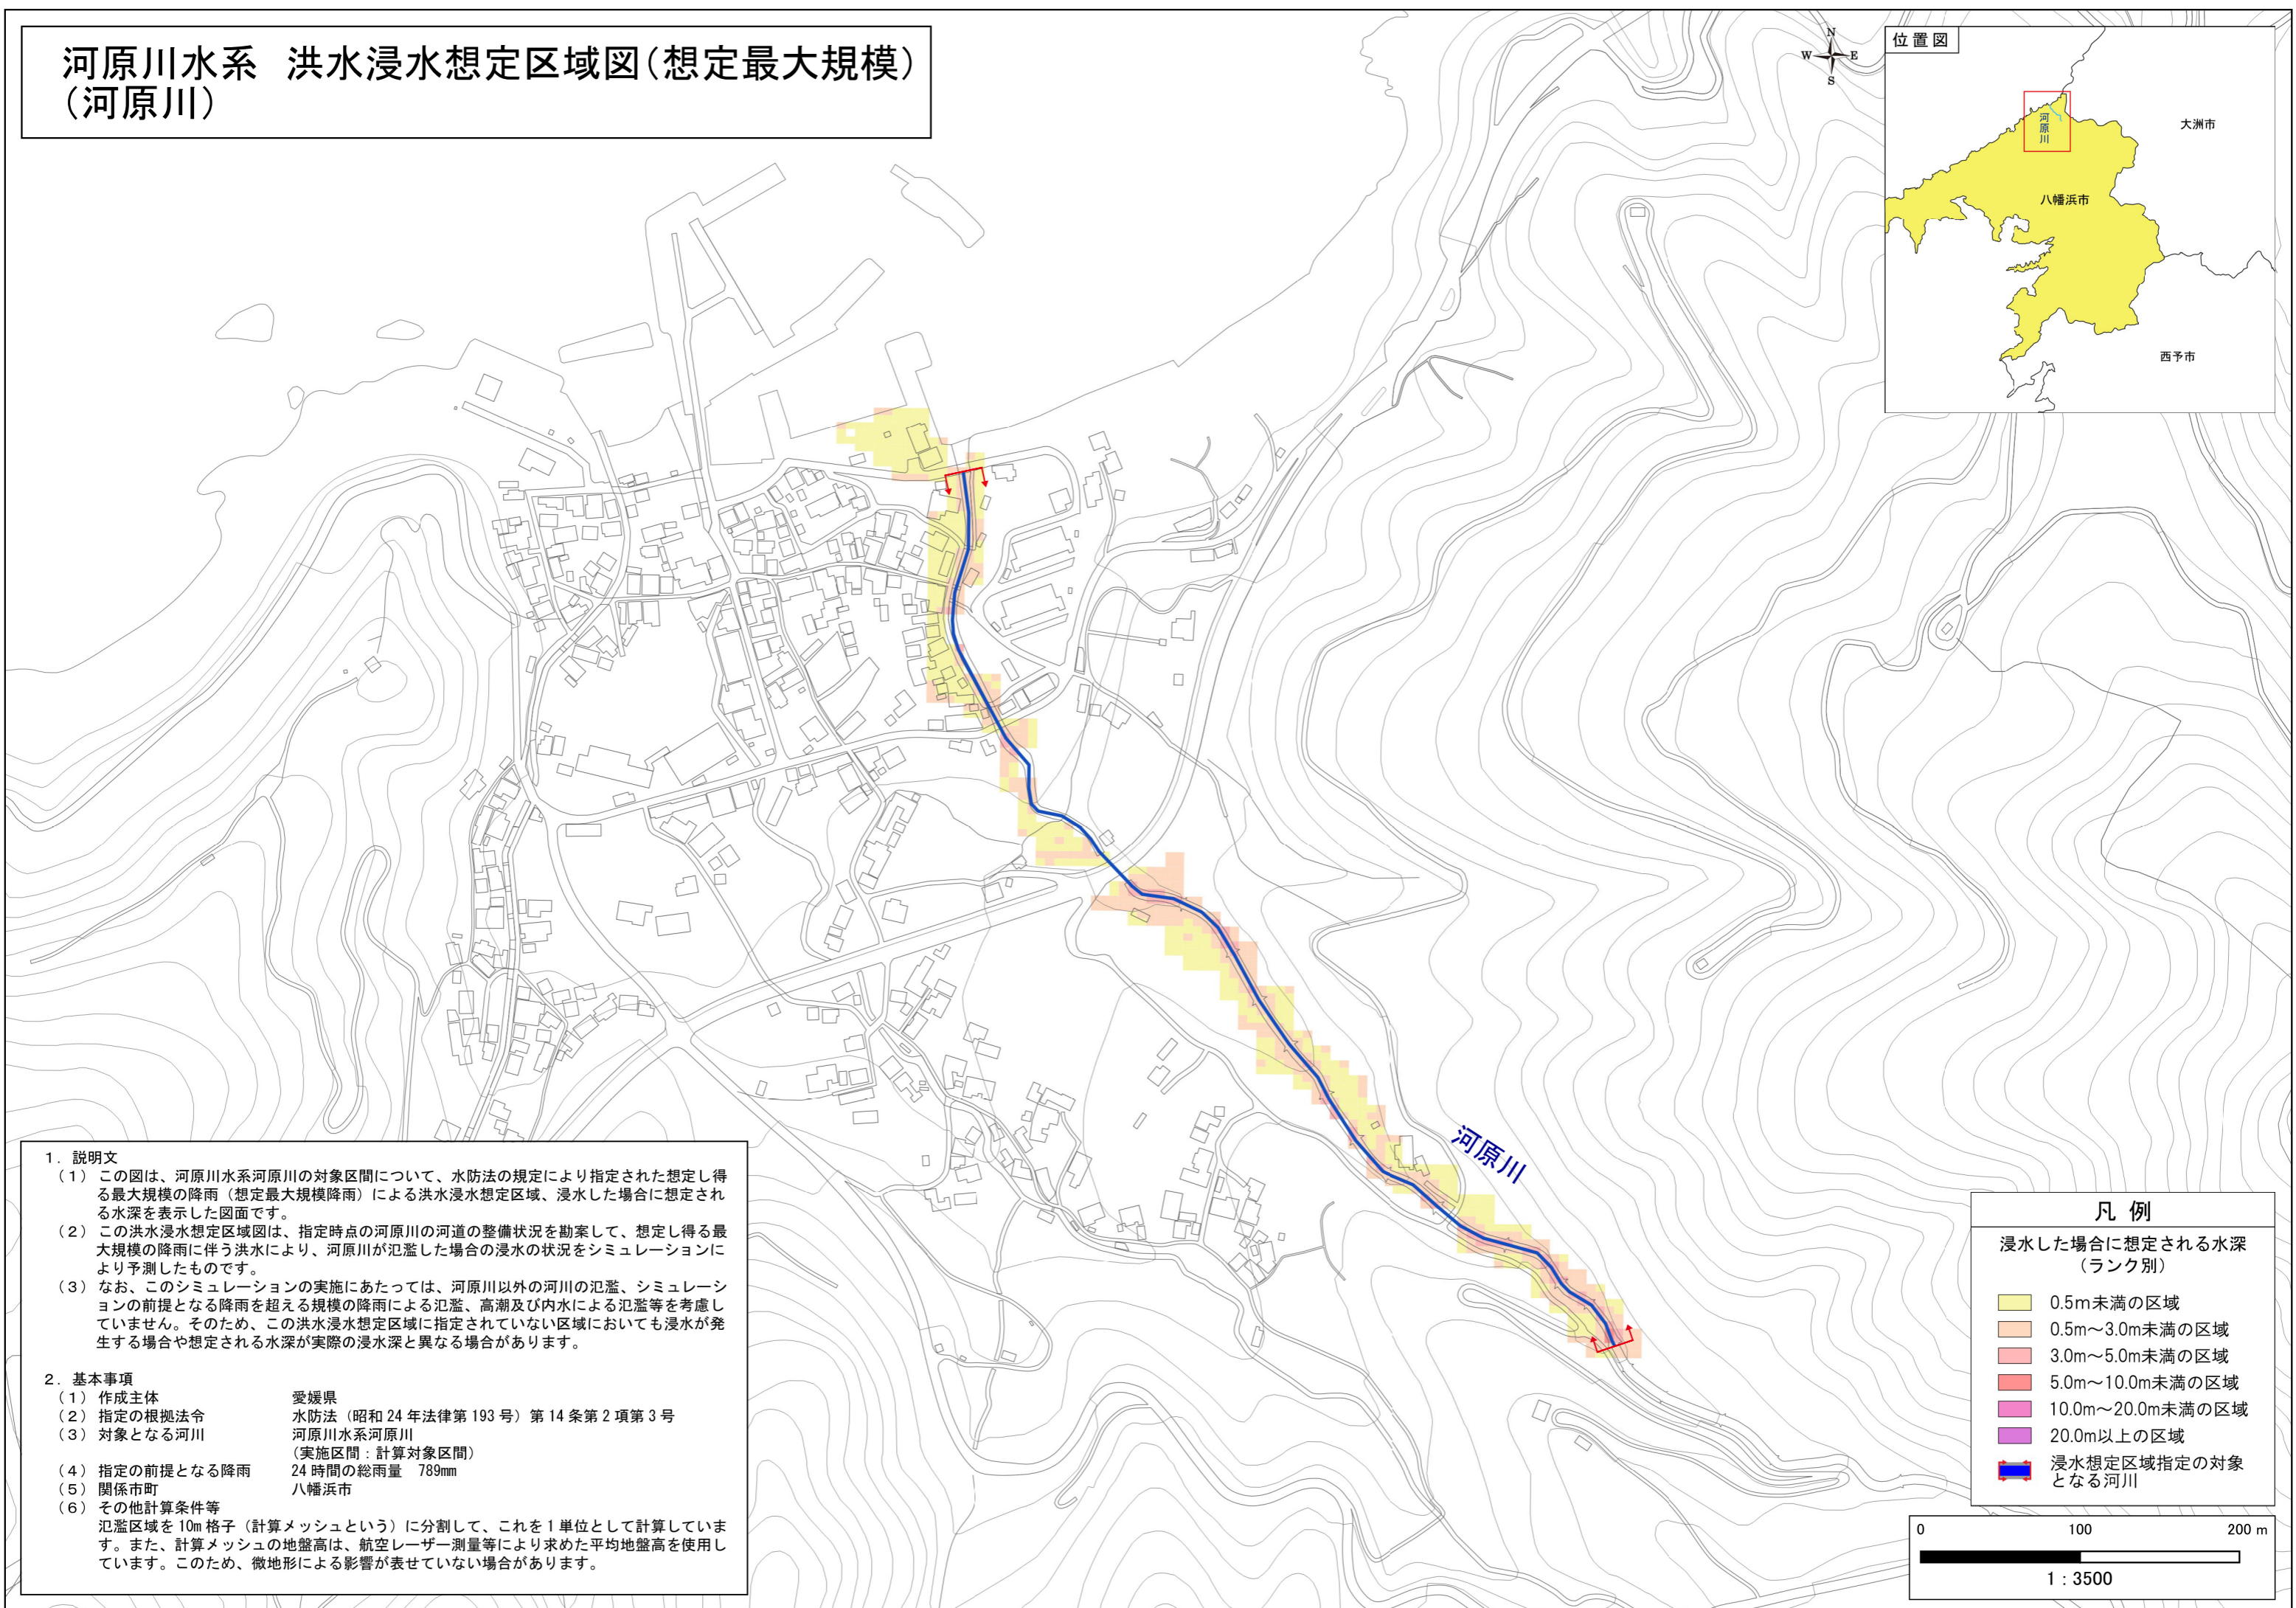 河原川水系 洪水浸水想定区域図(想定最大規模)
(河原川)
N
W
E
S
位置図
河原川
大洲市
八幡浜市
西予市
河原川
1. 説明文
(1) この図は、河原川水系河原川の対象区間について、水防法の規定により指定された想定し得
る最大規模の降雨(想定最大規模降雨)による洪水浸水想定区域、浸水した場合に想定され
る水深を表示した図面です。
(2) この洪水浸水想定区域図は、指定時点の河原川の河道の整備状況を勘案して、想定し得る最
大規模の降雨に伴う洪水により、河原川が氾濫した場合の浸水の状況をシミュレーションに
より予測したものです。
(3) なお、このシミュレーションの実施にあたっては、河原川以外の河川の氾濫、シミュレーシ
ョンの前提となる降雨を超える規模の降雨による氾濫、高潮及び内水による氾濫等を考慮し
ていません。そのため、この洪水浸水想定区域に指定されていない区域においても浸水が発
生する場合や想定される水深が実際の浸水深と異なる場合があります。
2. 基本事項
(1) 作成主体 愛媛県
(2) 指定の根拠法令 水防法(昭和24年法律第193号)第14条第2項第3号
(3) 対象となる河川 河原川水系河原川
(実施区間:計算対象区間)
(4) 指定の前提となる降雨 24時間の総雨量 789mm
(5) 関係市町 八幡浜市
(6) その他計算条件等
氾濫区域を10m格子(計算メッシュという)に分割して、これを1単位として計算していま
す。また、計算メッシュの地盤高は、航空レーザー測量等により求めた平均地盤高を使用し
ています。このため、微地形による影響が表せていない場合があります。
凡例
浸水した場合に想定される水深
(ランク別)
0.5m未満の区域
0.5m～3.0m未満の区域
3.0m～5.0m未満の区域
5.0m～10.0m未満の区域
10.0m～20.0m未満の区域
20.0m以上の区域
浸水想定区域指定の対象
となる河川
0 100 200 m
1:3500